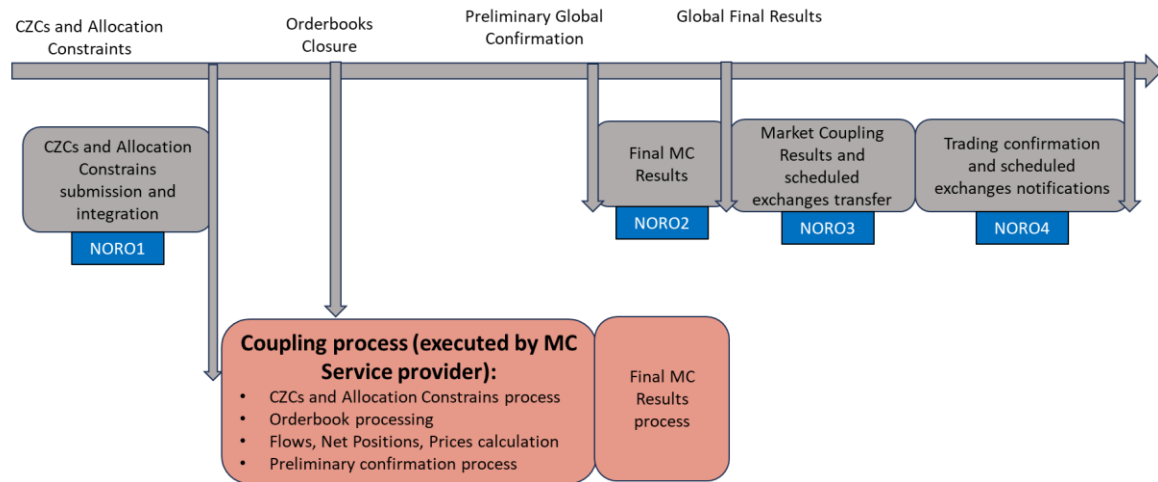 CZCs and Allocation
Constraints
Orderbooks
Closure
Preliminary Global
Confirmation
Global Final Results
CZCs and Allocation
Constrains
submission and
integration
NORO1
Final MC
Results
NORO2
Market Coupling
Results and
scheduled
exchanges transfer
NORO3
Trading confirmation
and scheduled
exchanges notifications
NORO4
Coupling process (executed by MC
Service provider):
• CZCs and Allocation Constrains process
• Orderbook processing
• Flows, Net Positions, Prices calculation
• Preliminary confirmation process
Final MC
Results
process